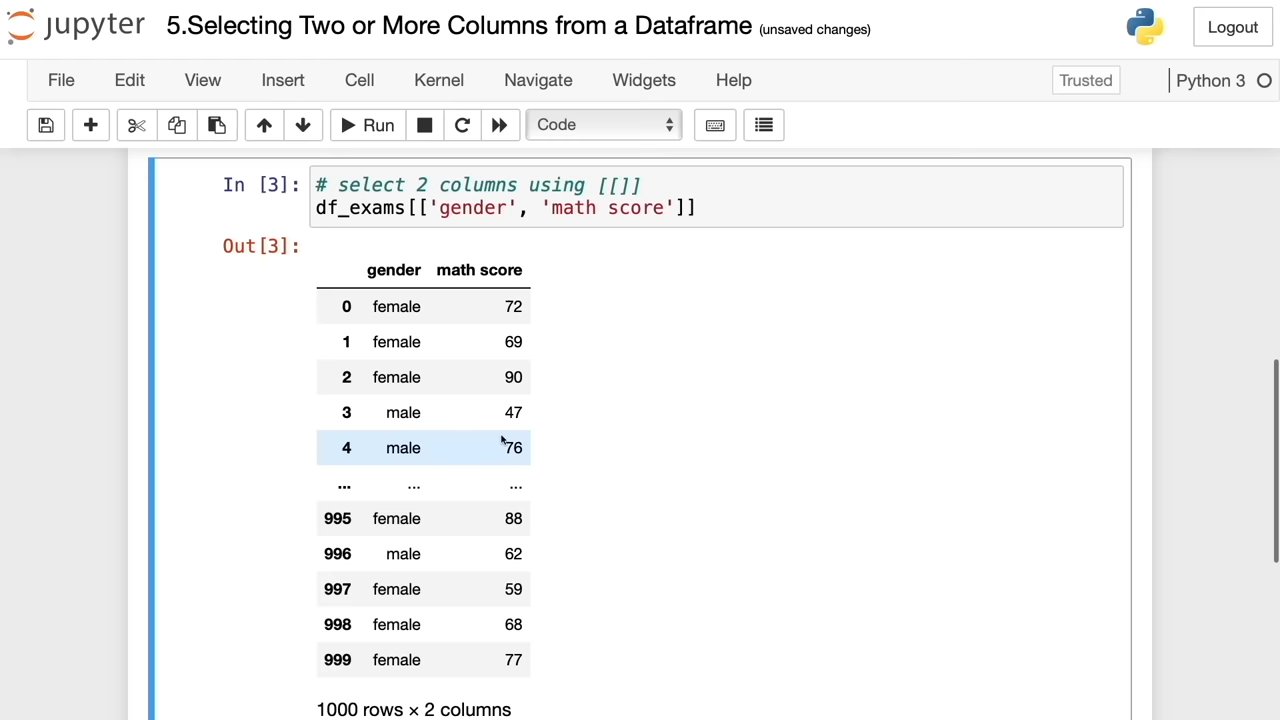 jupyter 5.Selecting Two or More Columns from a Dataframe (unsaved changes) Logout
File Edit View Insert Cell Kernel Navigate Widgets Help Trusted Python 3
Run Code
In [3]: # select 2 columns using [[]]
df_exams[['gender', 'math score']]
Out[3]:
gender math score
0 female 72
1 female 69
2 female 90
3 male 47
4 male 76
... ... ...
995 female 88
996 male 62
997 female 59
998 female 68
999 female 77
1000 rows × 2 columns